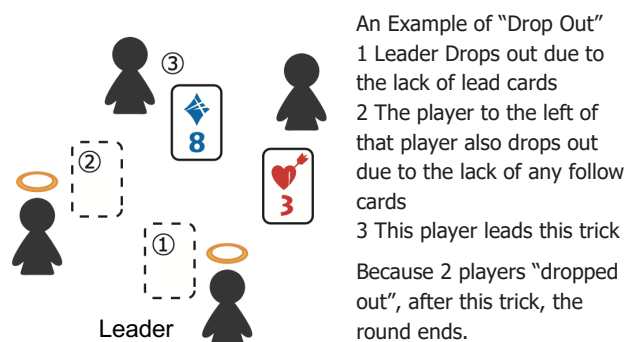 An Example of “Drop Out”
1 Leader Drops out due to
the lack of lead cards
2 The player to the left of
that player also drops out
due to the lack of any follow
cards
3 This player leads this trick
Because 2 players “dropped
out”, after this trick, the
round ends.
③
8
②
3
①
Leader